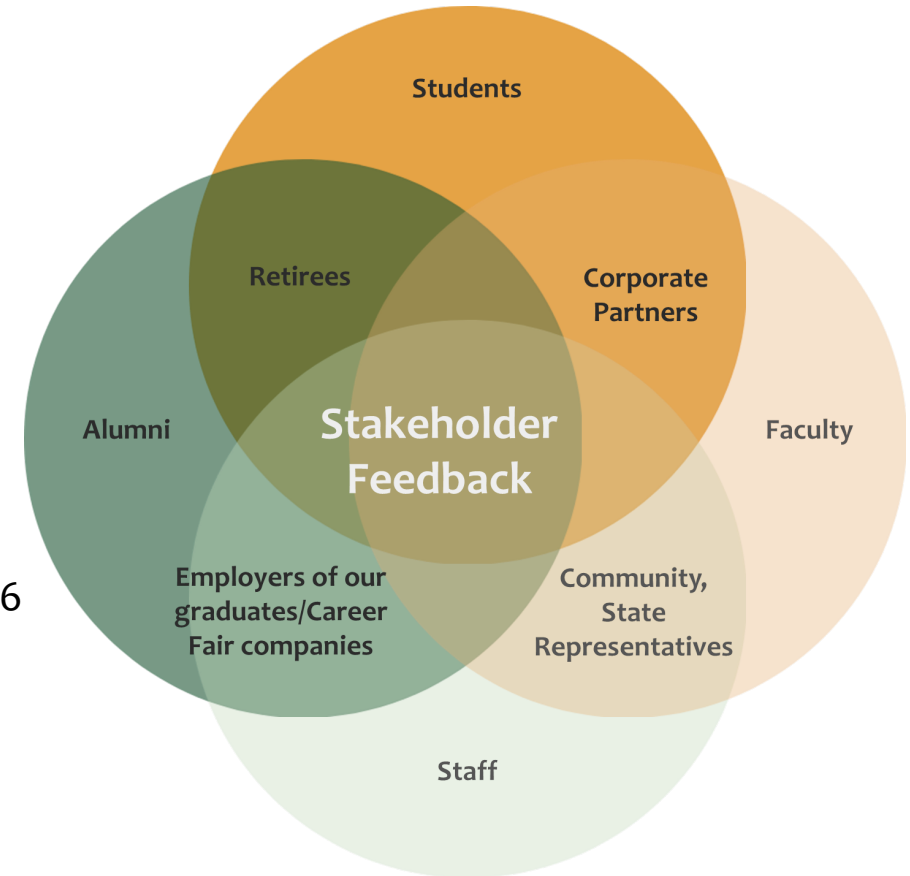 Students
Retirees
Corporate
Partners
Alumni
Stakeholder
Feedback
Faculty
6
Employers of our
graduates/Career
Fair companies
Community,
State
Representatives
Staff